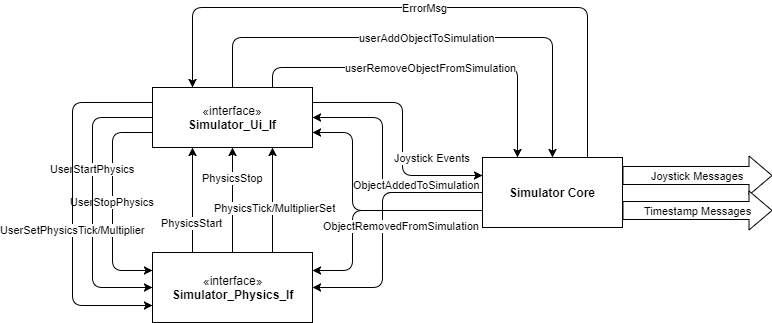 ErrorMsg
userAddObjectToSimulation
userRemoveObjectFromSimulation
«interface»
Simulator_Ui_If
Joystick Events
UserStartPhysics
PhysicsStop
Joystick Messages
ObjectAddedToSimulation
Simulator Core
UserStopPhysics
PhysicsTick/MultiplierSet
Timestamp Messages
PhysicsStart
UserSetPhysicsTick/Multiplier
ObjectRemovedFromSimulation
«interface»
Simulator_Physics_If